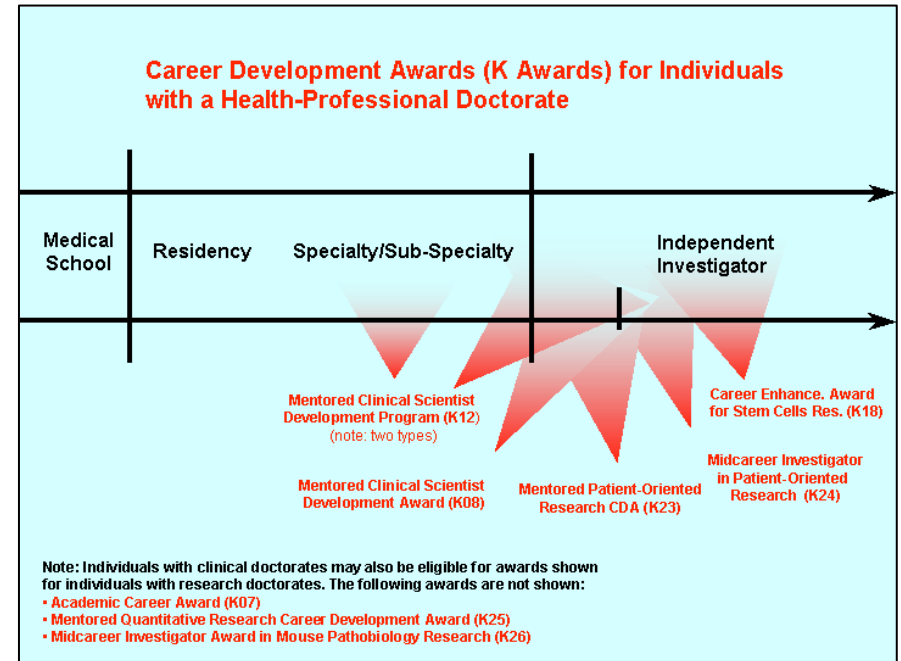 Career Development Awards (K Awards) for Individuals
with a Health-Professional Doctorate
Medical
School
Residency
Specialty/Sub-Specialty
Independent
Investigator
Mentored Clinical Scientist
Development Program (K12)
(note: two types)
Mentored Clinical Scientist
Development Award (K08)
Mentored Patient-Oriented
Research CDA (K23)
Career Enhance. Award
for Stem Cells Res. (K18)
Midcareer Investigator
in Patient-Oriented
Research (K24)
Note: Individuals with clinical doctorates may also be eligible for awards shown
for individuals with research doctorates. The following awards are not shown:
• Academic Career Award (K07)
• Mentored Quantitative Research Career Development Award (K25)
• Midcareer Investigator Award in Mouse Pathobiology Research (K26)